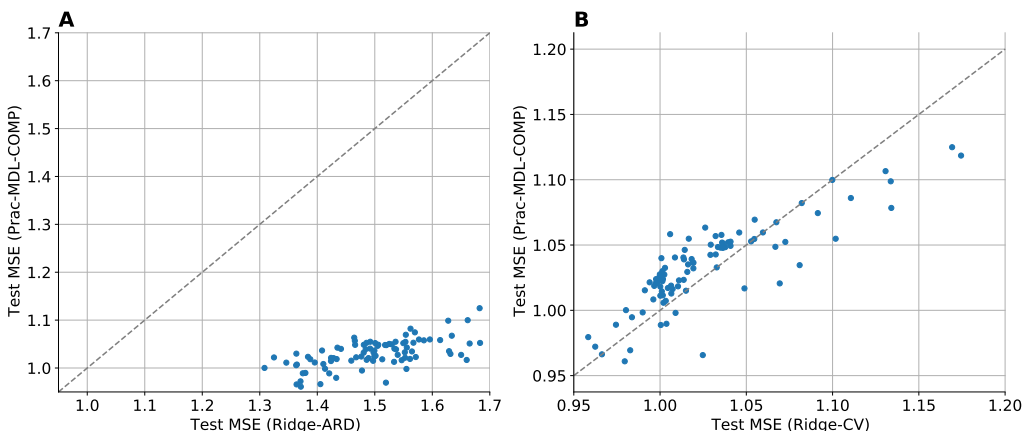 A
Test MSE (Prac-MDL-COMP)
1.7
1.6
1.5
1.4
1.3
1.2
1.1
1.0
1.0 1.1 1.2 1.3 1.4 1.5 1.6 1.7
Test MSE (Ridge-ARD)
B
Test MSE (Prac-MDL-COMP)
1.20
1.15
1.10
1.05
1.00
0.95
0.95 1.00 1.05 1.10 1.15 1.20
Test MSE (Ridge-CV)